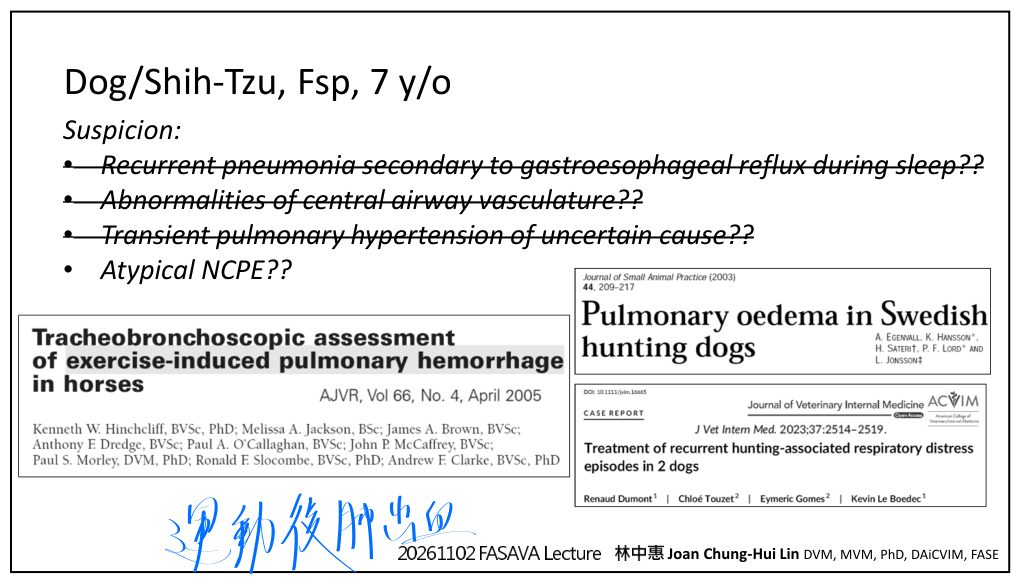 Dog/Shih-Tzu, Fsp, 7 y/o
Suspicion:
• Recurrent pneumonia secondary to gastroesophageal reflux during sleep??
• Abnormalities of central airway vasculature??
• Transient pulmonary hypertension of uncertain cause??
• Atypical NCPE??
Journal of Small Animal Practice (2003)
44, 209–217
Pulmonary oedema in Swedish
hunting dogs
A. Egenvall, K. Hansson*,
H. Säteri†, P. F. Lord* and
L. Jönsson‡
Tracheobronchoscopic assessment
of exercise-induced pulmonary hemorrhage
in horses
AJVR, Vol 66, No. 4, April 2005
Kenneth W. Hinchcliff, BVSc, PhD; Melissa A. Jackson, BSc; James A. Brown, BVSc;
Anthony F. Dredge, BVSc; Paul A. O'Callaghan, BVSc; John P. McCaffrey, BVSc;
Paul S. Morley, DVM, PhD; Ronald F. Slocombe, BVSc, PhD; Andrew F. Clarke, BVSc, PhD
DOI: 10.1111/jvim.16665
CASE REPORT
Journal of Veterinary Internal Medicine
Open Access
ACVIM
American College of
Veterinary Internal Medicine
J Vet Intern Med. 2023;37:2514–2519.
Treatment of recurrent hunting-associated respiratory distress
episodes in 2 dogs
Renaud Dumont¹ | Chloé Touzet² | Eymeric Gomes² | Kevin Le Boedec¹
運動後肺出血
20261102 FASAVA Lecture 林中惠 Joan Chung-Hui Lin DVM, MVM, PhD, DAiCVIM, FASE